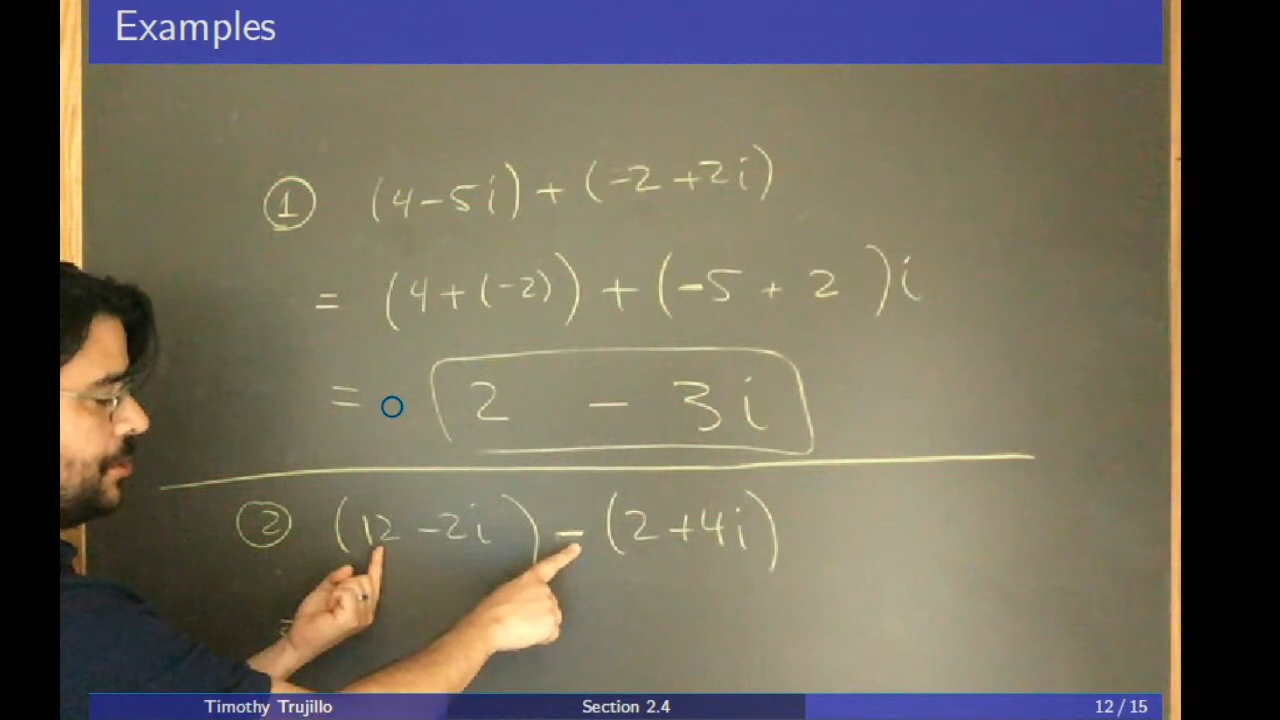 Examples
① (4-5i)+(-2+2i)
= (4+(-2))+(-5+2)i
= 2 - 3i
② (12-2i)-(2+4i)
=
Timothy Trujillo Section 2.4 12/15